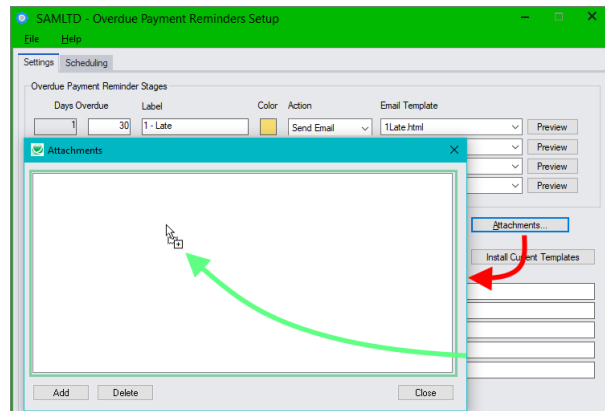 SAMLTD - Overdue Payment Reminders Setup
File Help
Settings Scheduling
Overdue Payment Reminder Stages
Days Overdue Label Color Action Email Template
1 30 1 - Late Send Email 1Late.html Preview
Attachments
Preview
Preview
Preview
Attachments...
Install Templates
Add Delete Close